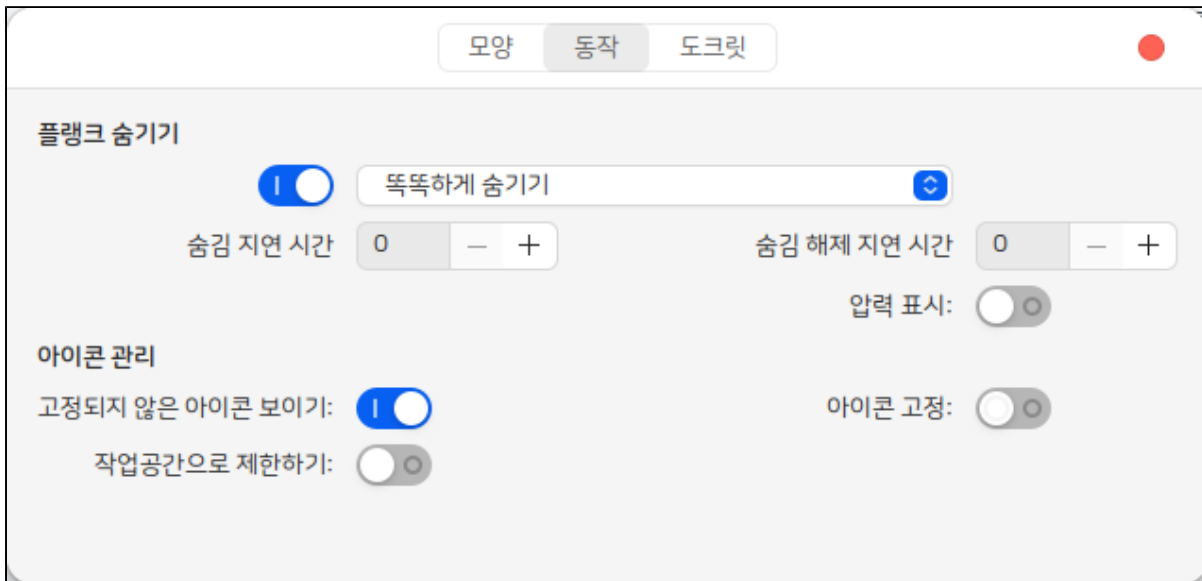 모양 동작 도크릿
플랭크 숨기기
똑똑하게 숨기기
숨김 지연 시간 0 − + 숨김 해제 지연 시간 0 − +
압력 표시:
아이콘 관리
고정되지 않은 아이콘 보이기: 아이콘 고정:
작업공간으로 제한하기: